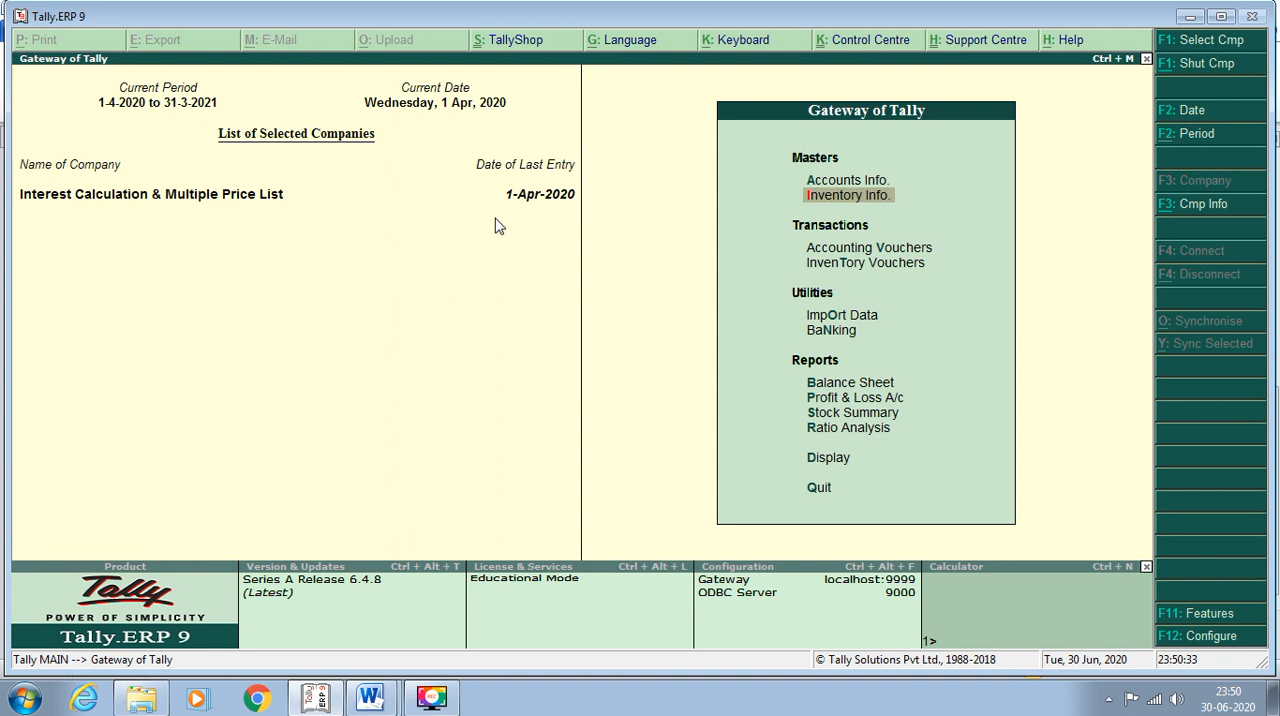 Tally.ERP 9
P: Print E: Export M: E-Mail O: Upload S: TallyShop G: Language K: Keyboard K: Control Centre H: Support Centre H: Help
Gateway of Tally Ctrl + M
Current Period Current Date
1-4-2020 to 31-3-2021 Wednesday, 1 Apr, 2020
List of Selected Companies
Name of Company Date of Last Entry
Interest Calculation & Multiple Price List 1-Apr-2020
Gateway of Tally
Masters
Accounts Info.
Inventory Info.
Transactions
Accounting Vouchers
InvenTory Vouchers
Utilities
ImpOrt Data
BaNking
Reports
Balance Sheet
Profit & Loss A/c
Stock Summary
Ratio Analysis
Display
Quit
F1: Select Cmp
F1: Shut Cmp
F2: Date
F2: Period
F3: Company
F3: Cmp Info
F4: Connect
F4: Disconnect
O: Synchronise
Y: Sync Selected
F11: Features
F12: Configure
Product
Tally
POWER OF SIMPLICITY
Tally.ERP 9
Version & Updates Ctrl + Alt + T
Series A Release 6.4.8
(Latest)
License & Services Ctrl + Alt + L
Educational Mode
Configuration Ctrl + Alt + F
Gateway localhost:9999
ODBC Server 9000
Calculator Ctrl + N
1>
Tally MAIN --> Gateway of Tally © Tally Solutions Pvt Ltd., 1988-2018 Tue, 30 Jun, 2020 23:50:33
23:50
30-06-2020